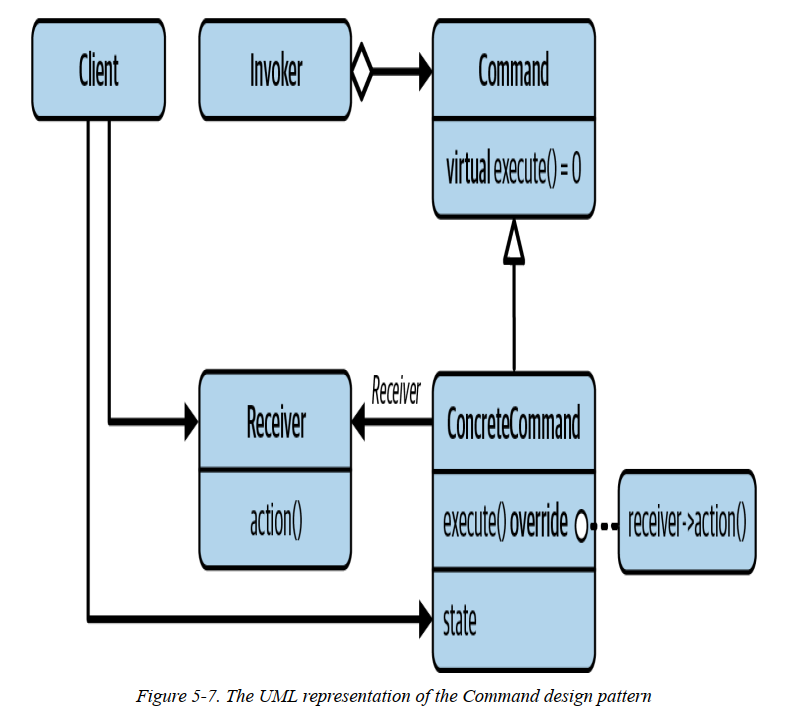 Client
Invoker
Command
virtual execute() = 0
Receiver
action()
Receiver
ConcreteCommand
execute() override
receiver->action()
state
Figure 5-7. The UML representation of the Command design pattern